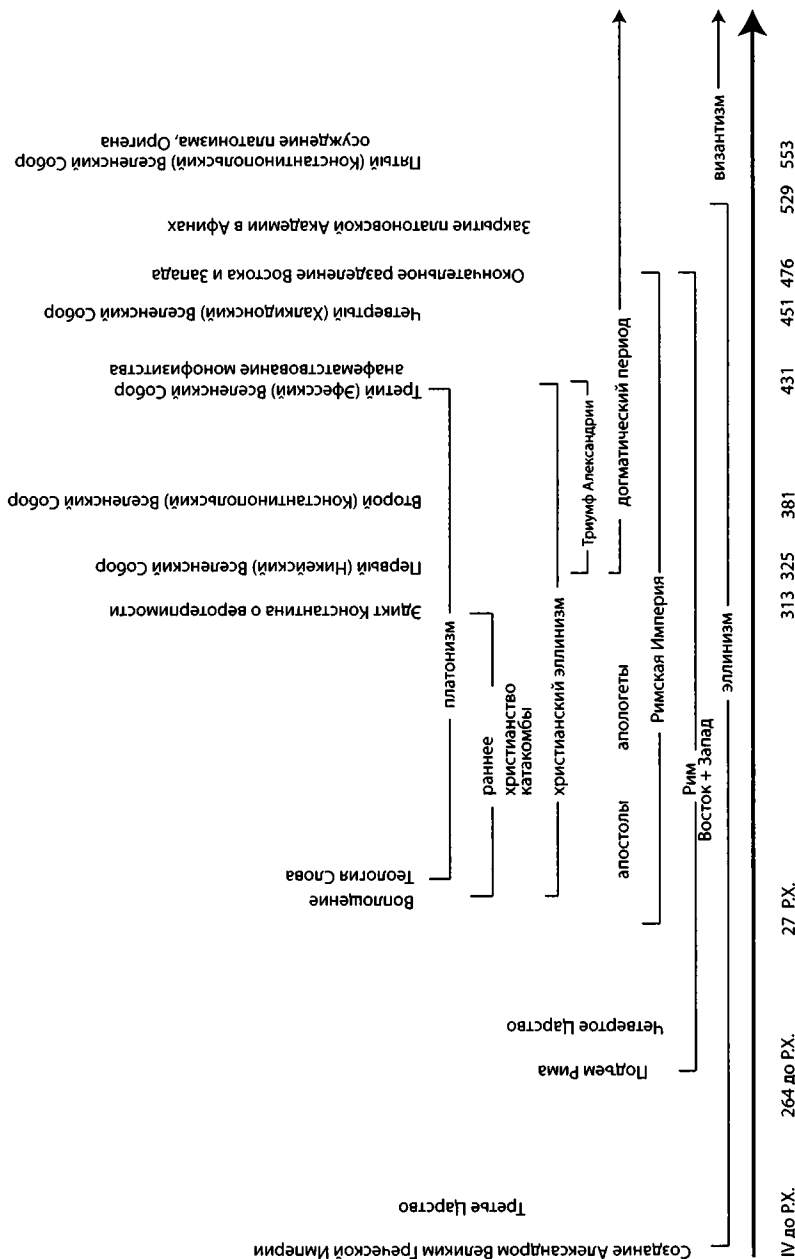 Создание Александром Великим Греческой Империи
Третье Царство
Подъем Рима
Четвертое Царство
Воплощение
Теология Слова
Эдикт Константина о веротерпимости
Первый (Никейский) Вселенский Собор
Второй (Константинопольский) Вселенский Собор
Третий (Эфесский) Вселенский Собор
анафематствование монофизитства
Четвертый (Халкидонский) Вселенский Собор
Окончательное разделение Востока и Запада
Закрытие платоновской Академии в Афинах
Пятый (Константинопольский) Вселенский Собор
осуждение платонизма, Оригена
платонизм
раннее
христианство
катакомбы
христианский эллинизм
Триумф Александрии
апостолы
апологеты
догматический период
Римская Империя
Рим
Восток + Запад
эллинизм
византизм
IV до Р.Х.
264 до Р.Х.
27 Р.Х.
313
325
381
431
451
476
529
553